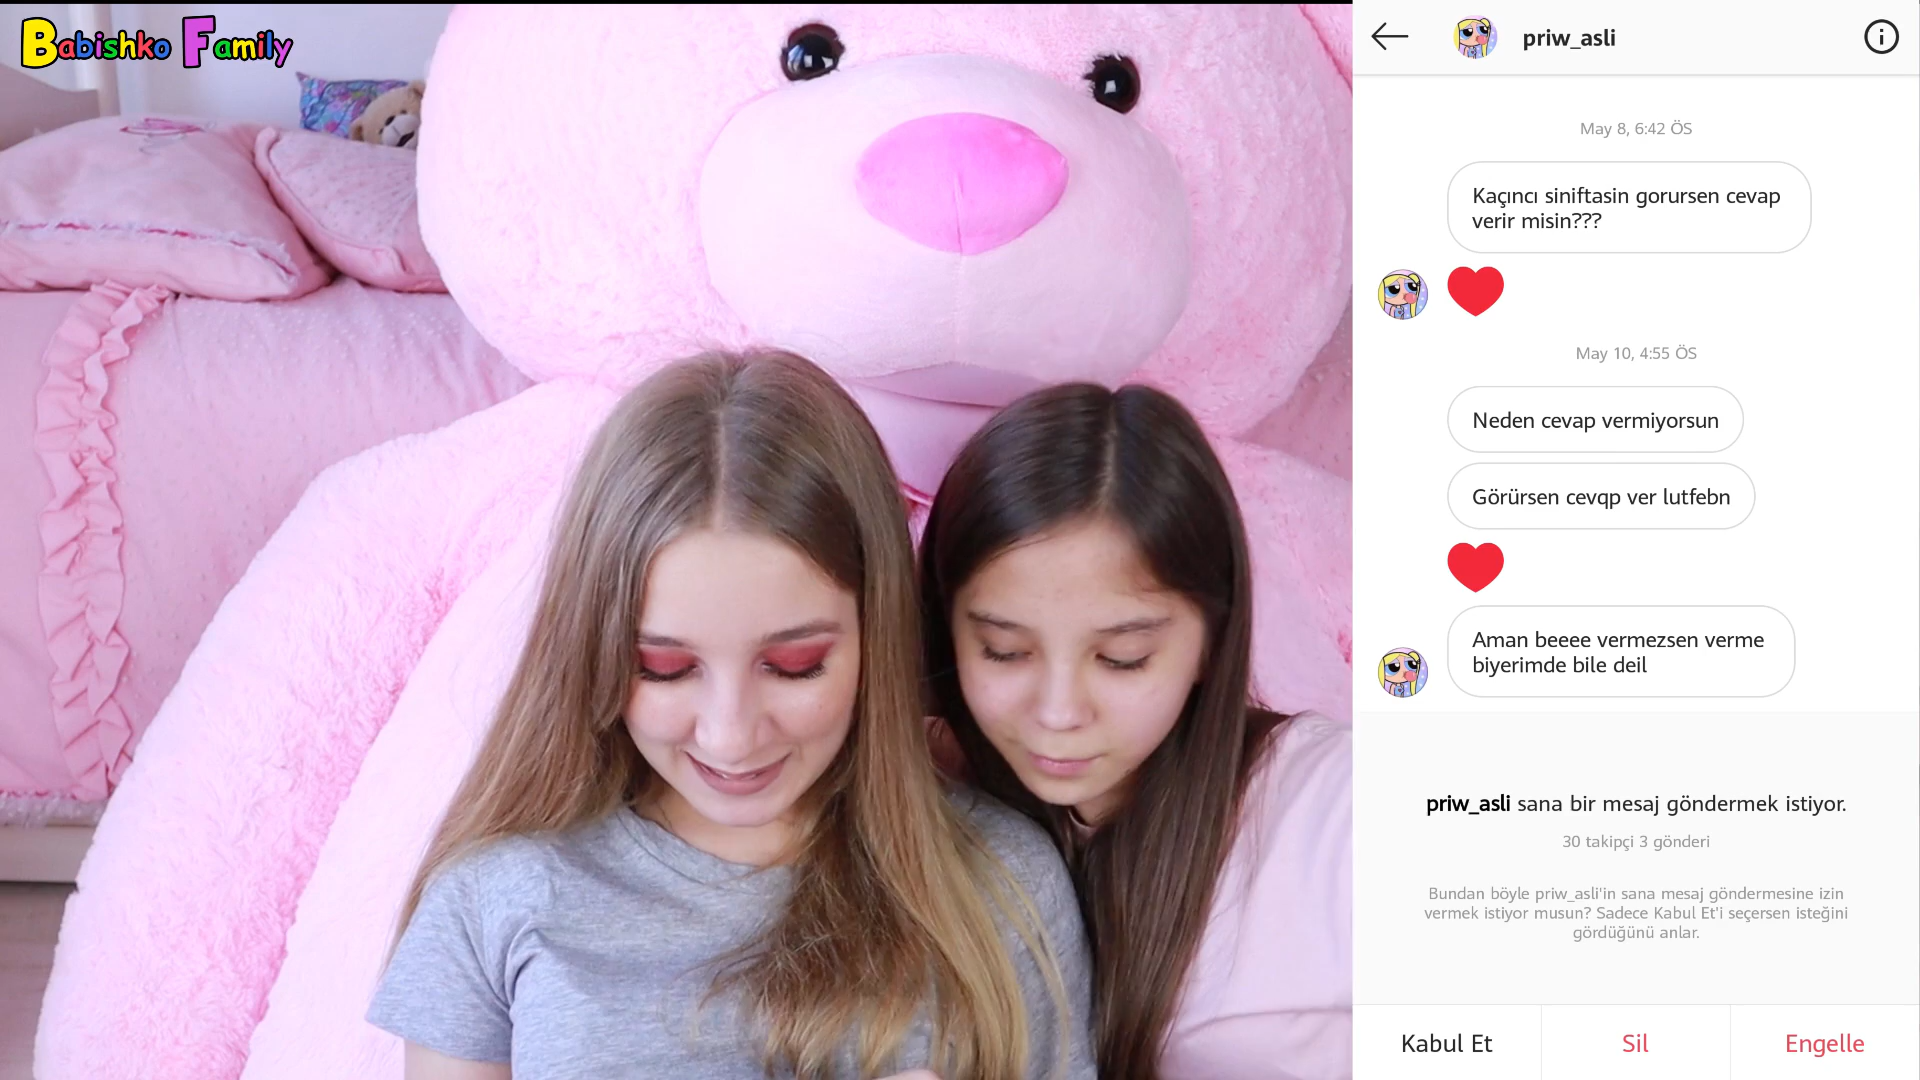 Babishko Family
priw_asli
May 8, 6:42 ÖS
Kaçıncı siniftasin gorursen cevap
verir misin???
May 10, 4:55 ÖS
Neden cevap vermiyorsun
Görürsen cevqp ver lutfebn
Aman beeee vermezsen verme
biyerimde bile deil
priw_asli sana bir mesaj göndermek istiyor.
30 takipçi 3 gönderi
Bundan böyle priw_asli'in sana mesaj göndermesine izin
vermek istiyor musun? Sadece Kabul Et'i seçersen isteğini
gördüğünü anlar.
Kabul Et
Sil
Engelle